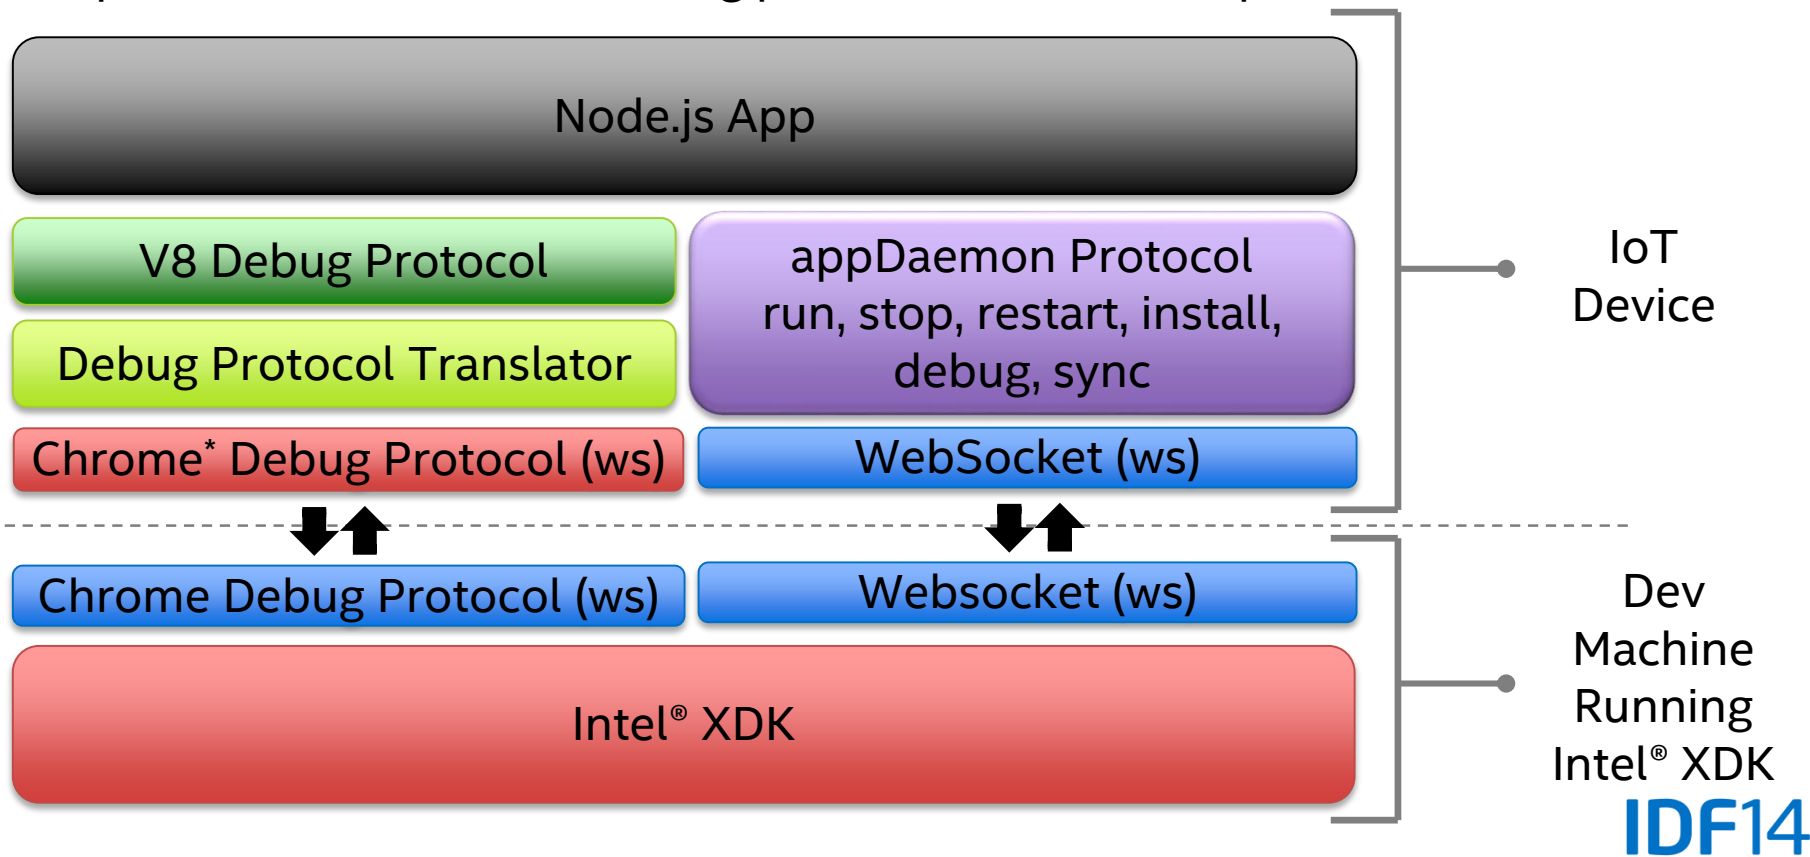 Node.js App
V8 Debug Protocol
appDaemon Protocol
run, stop, restart, install,
debug, sync
Debug Protocol Translator
Chrome* Debug Protocol (ws)
WebSocket (ws)
IoT
Device
Chrome Debug Protocol (ws)
Websocket (ws)
Intel® XDK
Dev
Machine
Running
Intel® XDK
IDF14